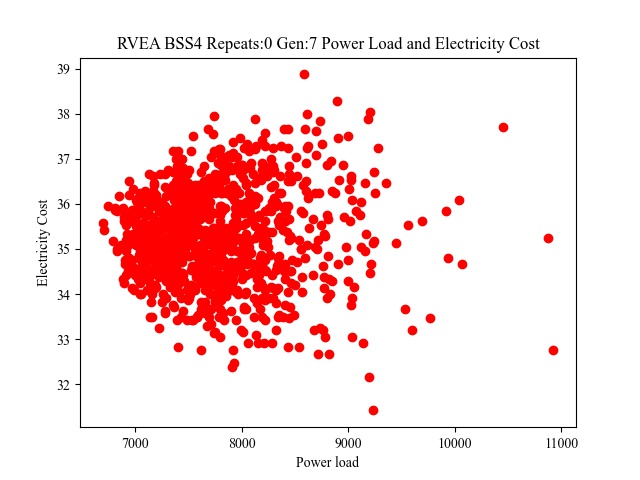 RVEA BSS4 Repeats:0 Gen:7 Power Load and Electricity Cost
39
38
37
36
35
34
33
32
Electricity Cost
7000 8000 9000 10000 11000
Power load